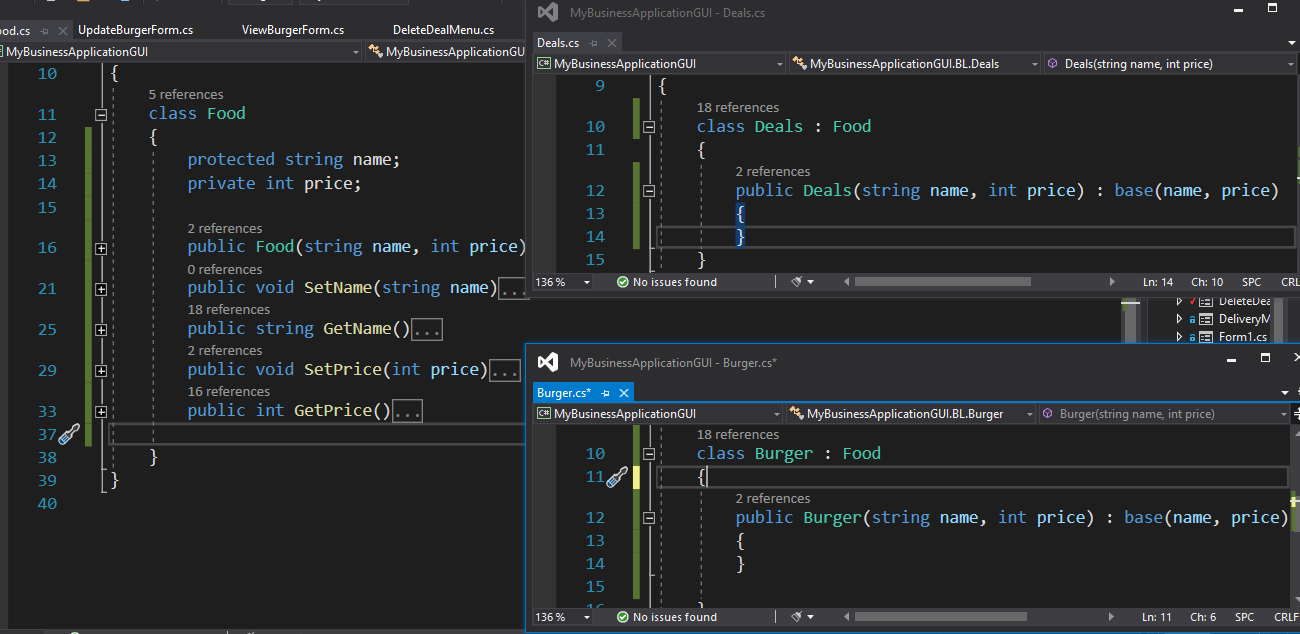 ood.cs UpdateBurgerForm.cs ViewBurgerForm.cs DeleteDealMenu.cs
MyBusinessApplicationGUI MyBusinessApplicationGU
10 {
5 references
11 class Food
12 {
13 protected string name;
14 private int price;
15
2 references
16 public Food(string name, int price)
0 references
21 public void SetName(string name)...
18 references
25 public string GetName()...
2 references
29 public void SetPrice(int price)...
16 references
33 public int GetPrice()...
37
38 }
39 }
40
MyBusinessApplicationGUI - Deals.cs
Deals.cs
C# MyBusinessApplicationGUI MyBusinessApplicationGUI.BL.Deals Deals(string name, int price)
9 {
18 references
10 class Deals : Food
11 {
2 references
12 public Deals(string name, int price) : base(name, price)
13 {
14 }
15 }
136 % No issues found Ln: 14 Ch: 10 SPC CRL
DeleteDea
DeliveryM
Form1.cs
MyBusinessApplicationGUI - Burger.cs*
Burger.cs*
C# MyBusinessApplicationGUI MyBusinessApplicationGUI.BL.Burger Burger(string name, int price)
18 references
10 class Burger : Food
11 {
2 references
12 public Burger(string name, int price) : base(name, price)
13 {
14 }
15
16 }
136 % No issues found Ln: 11 Ch: 6 SPC CRLF